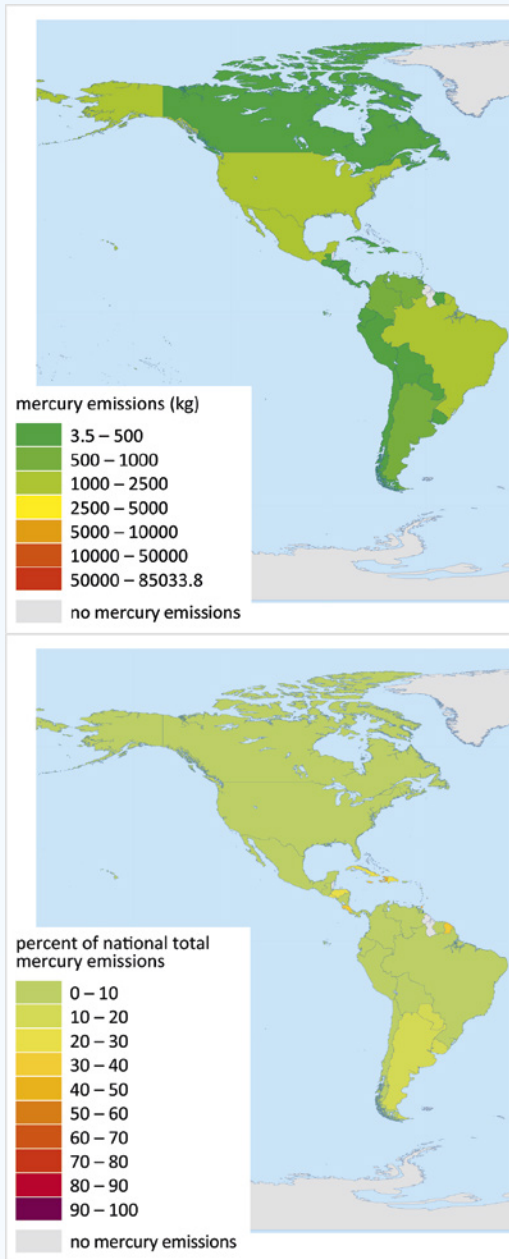 mercury emissions (kg)
3.5 – 500
500 – 1000
1000 – 2500
2500 – 5000
5000 – 10000
10000 – 50000
50000 – 85033.8
no mercury emissions
percent of national total
mercury emissions
0 – 10
10 – 20
20 – 30
30 – 40
40 – 50
50 – 60
60 – 70
70 – 80
80 – 90
90 – 100
no mercury emissions